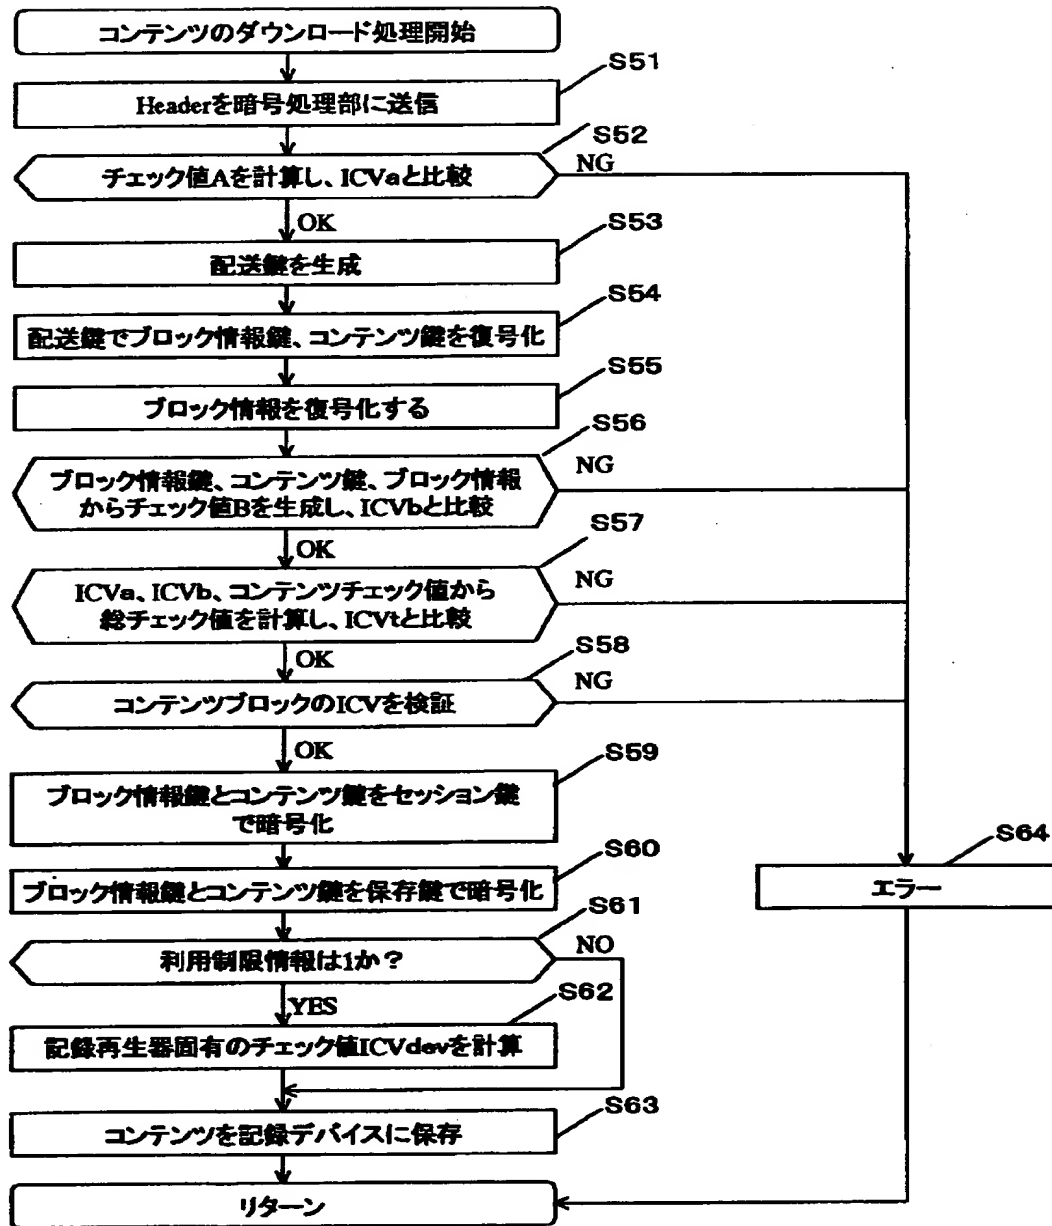 コンテンツのダウンロード処理開始
S51
Headerを暗号処理部に送信
S52
チェック値Aを計算し、ICVaと比較
NG
OK
S53
配送鍵を生成
S54
配送鍵でブロック情報鍵、コンテンツ鍵を復号化
S55
ブロック情報を復号化する
S56
ブロック情報鍵、コンテンツ鍵、ブロック情報
からチェック値Bを生成し、ICVbと比較
NG
OK
S57
ICVa、ICVb、コンテンツチェック値から
総チェック値を計算し、ICVtと比較
NG
OK
S58
コンテンツブロックのICVを検証
NG
OK
S59
ブロック情報鍵とコンテンツ鍵をセッション鍵
で暗号化
S60
ブロック情報鍵とコンテンツ鍵を保存鍵で暗号化
S64
エラー
S61
利用制限情報は1か？
NO
YES
S62
記録再生器固有のチェック値ICVdevを計算
S63
コンテンツを記録デバイスに保存
リターン